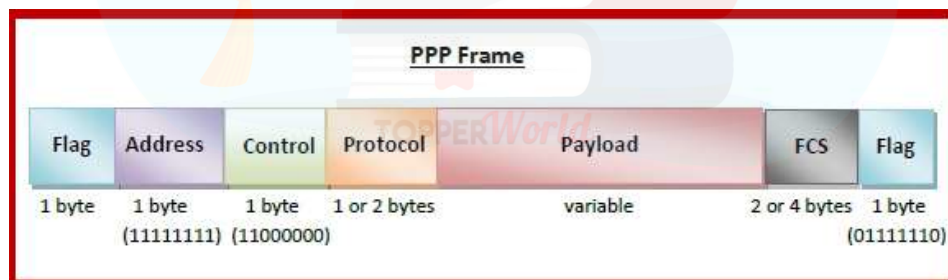 PPP Frame
Flag Address Control Protocol Payload FCS Flag
TOPPERWorld
1 byte 1 byte 1 byte 1 or 2 bytes variable 2 or 4 bytes 1 byte
(11111111) (11000000) (01111110)